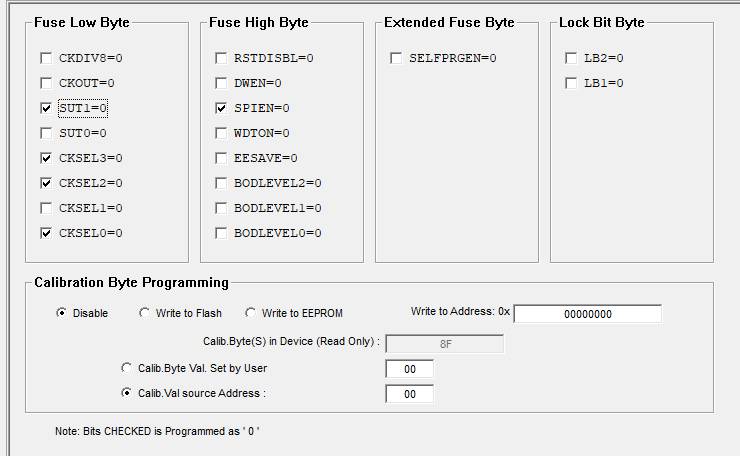 Fuse Low Byte
CKDIV8=0
CKOUT=0
SUT1=0
SUT0=0
CKSEL3=0
CKSEL2=0
CKSEL1=0
CKSEL0=0
Fuse High Byte
RSTDISBL=0
DWEN=0
SPIEN=0
WDTON=0
EESAVE=0
BODLEVEL2=0
BODLEVEL1=0
BODLEVEL0=0
Extended Fuse Byte
SELFPRGEN=0
Lock Bit Byte
LB2=0
LB1=0
Calibration Byte Programming
Disable Write to Flash Write to EEPROM Write to Address: 0x 00000000
Calib.Byte(S) in Device (Read Only) : 8F
Calib.Byte Val. Set by User 00
Calib.Val source Address : 00
Note: Bits CHECKED is Programmed as ' 0 '